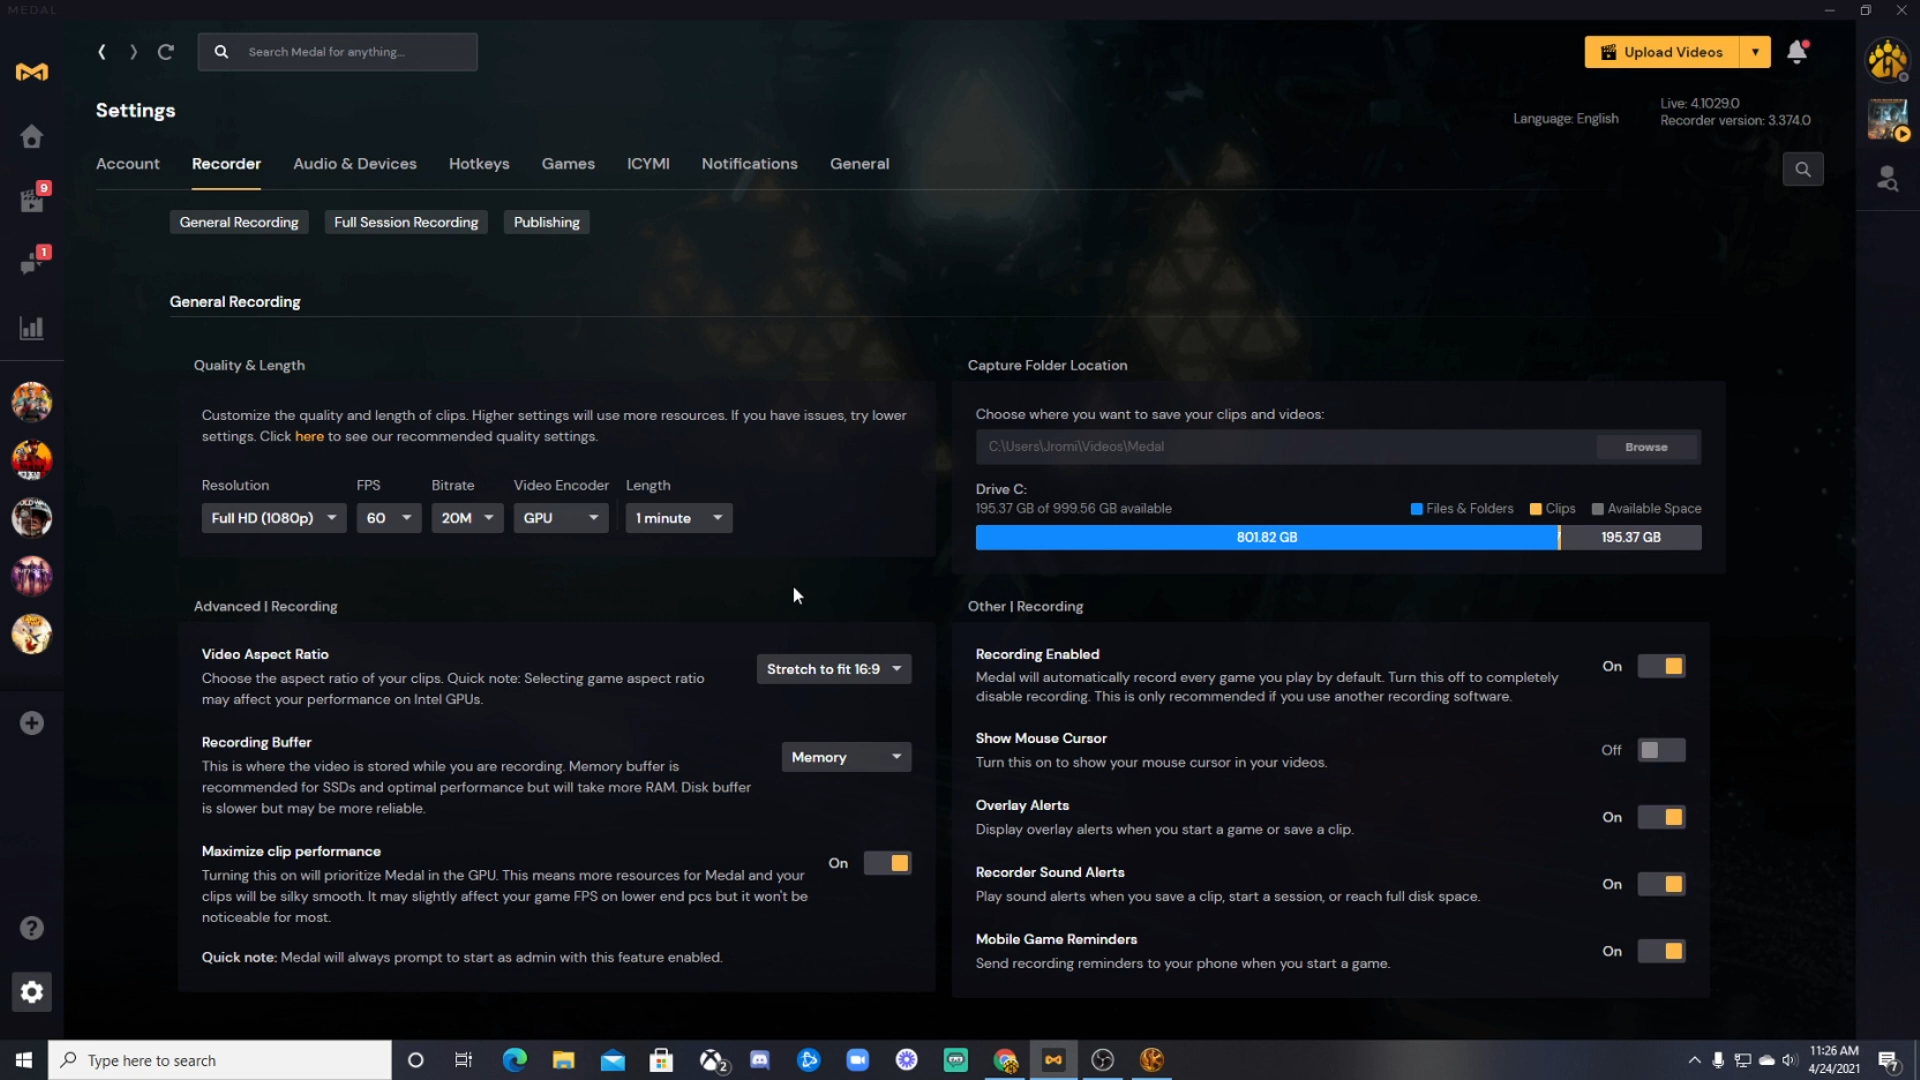 MEDAL
Search Medal for anything...
Upload Videos
Settings
Language: English
Live: 4.1029.0
Recorder version: 3.374.0
Account
Recorder
Audio & Devices
Hotkeys
Games
ICYMI
Notifications
General
9
1
General Recording
Full Session Recording
Publishing
General Recording
Quality & Length
Customize the quality and length of clips. Higher settings will use more resources. If you have issues, try lower
settings. Click here to see our recommended quality settings.
Resolution
FPS
Bitrate
Video Encoder
Length
Full HD (1080p)
60
20M
GPU
1 minute
Capture Folder Location
Choose where you want to save your clips and videos:
C:\Users\Jromi\Videos\Medal
Browse
Drive C:
195.37 GB of 999.56 GB available
Files & Folders
Clips
Available Space
801.82 GB
195.37 GB
Advanced | Recording
Video Aspect Ratio
Choose the aspect ratio of your clips. Quick note: Selecting game aspect ratio
may affect your performance on Intel GPUs.
Stretch to fit 16:9
Recording Buffer
This is where the video is stored while you are recording. Memory buffer is
recommended for SSDs and optimal performance but will take more RAM. Disk buffer
is slower but may be more reliable.
Memory
Maximize clip performance
Turning this on will prioritize Medal in the GPU. This means more resources for Medal and your
clips will be silky smooth. It may slightly affect your game FPS on lower end pcs but it won't be
noticeable for most.
On
Quick note: Medal will always prompt to start as admin with this feature enabled.
Other | Recording
Recording Enabled
Medal will automatically record every game you play by default. Turn this off to completely
disable recording. This is only recommended if you use another recording software.
On
Show Mouse Cursor
Turn this on to show your mouse cursor in your videos.
Off
Overlay Alerts
Display overlay alerts when you start a game or save a clip.
On
Recorder Sound Alerts
Play sound alerts when you save a clip, start a session, or reach full disk space.
On
Mobile Game Reminders
Send recording reminders to your phone when you start a game.
On
Type here to search
2
11:26 AM
4/24/2021
7